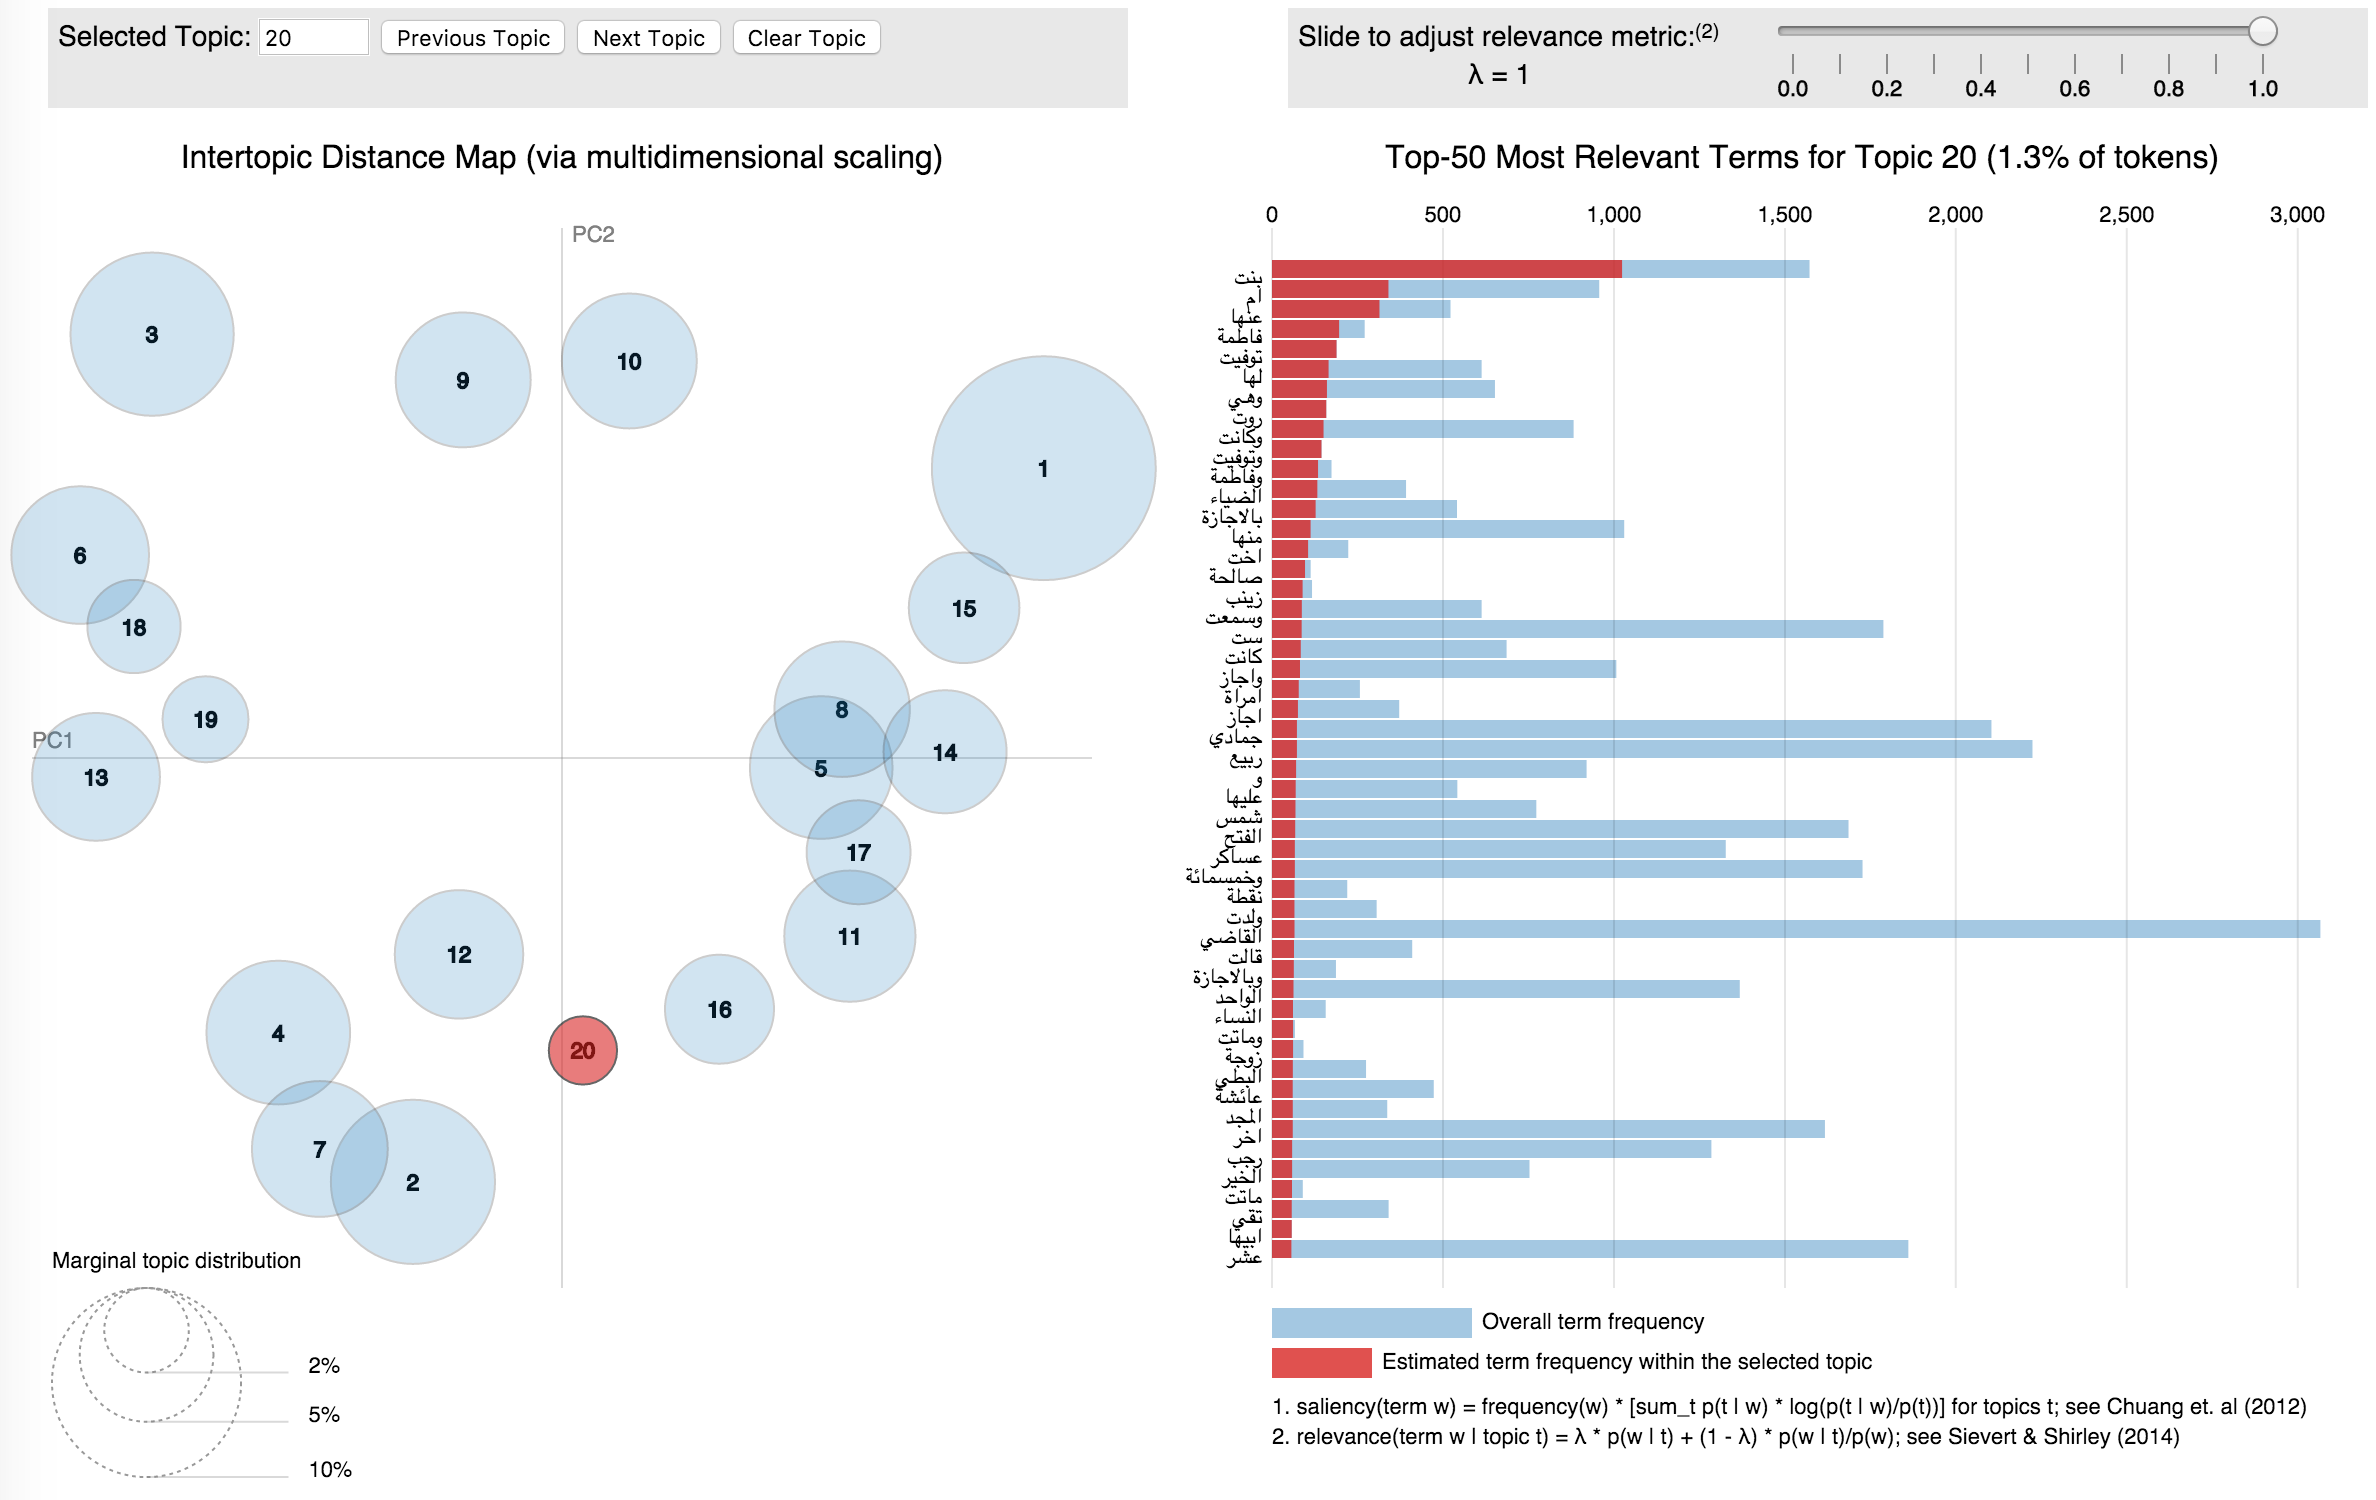 Selected Topic: 20 Previous Topic Next Topic Clear Topic
Slide to adjust relevance metric:(2)
λ = 1
0.0 0.2 0.4 0.6 0.8 1.0
Intertopic Distance Map (via multidimensional scaling)
PC2
3
9
10
1
6
18
15
19
8
PC1
13
5
14
17
11
12
16
4
20
7
2
Marginal topic distribution
2%
5%
10%
Top-50 Most Relevant Terms for Topic 20 (1.3% of tokens)
0 500 1,000 1,500 2,000 2,500 3,000
بنت
أم
عنها
فاطمة
توفيت
لها
وهي
روت
وكانت
وتوفيت
وفاطمة
الضياء
بالاجازة
منها
اخت
صالحة
زينب
وسمعت
ست
كانت
واجاز
امراة
اجاز
جمادي
ربيع
و
عليها
شمس
الفتح
عساكر
وخمسمائة
نقطة
ولدت
القاضي
قالت
وبالاجازة
الواحد
النساء
وماتت
زوجة
البطي
عائشة
المجد
اخر
رجب
الخير
ماتت
تقي
ابيها
عشر
Overall term frequency
Estimated term frequency within the selected topic
1. saliency(term w) = frequency(w) * [sum_t p(t | w) * log(p(t | w)/p(t))] for topics t; see Chuang et. al (2012)
2. relevance(term w | topic t) = λ * p(w | t) + (1 - λ) * p(w | t)/p(w); see Sievert & Shirley (2014)